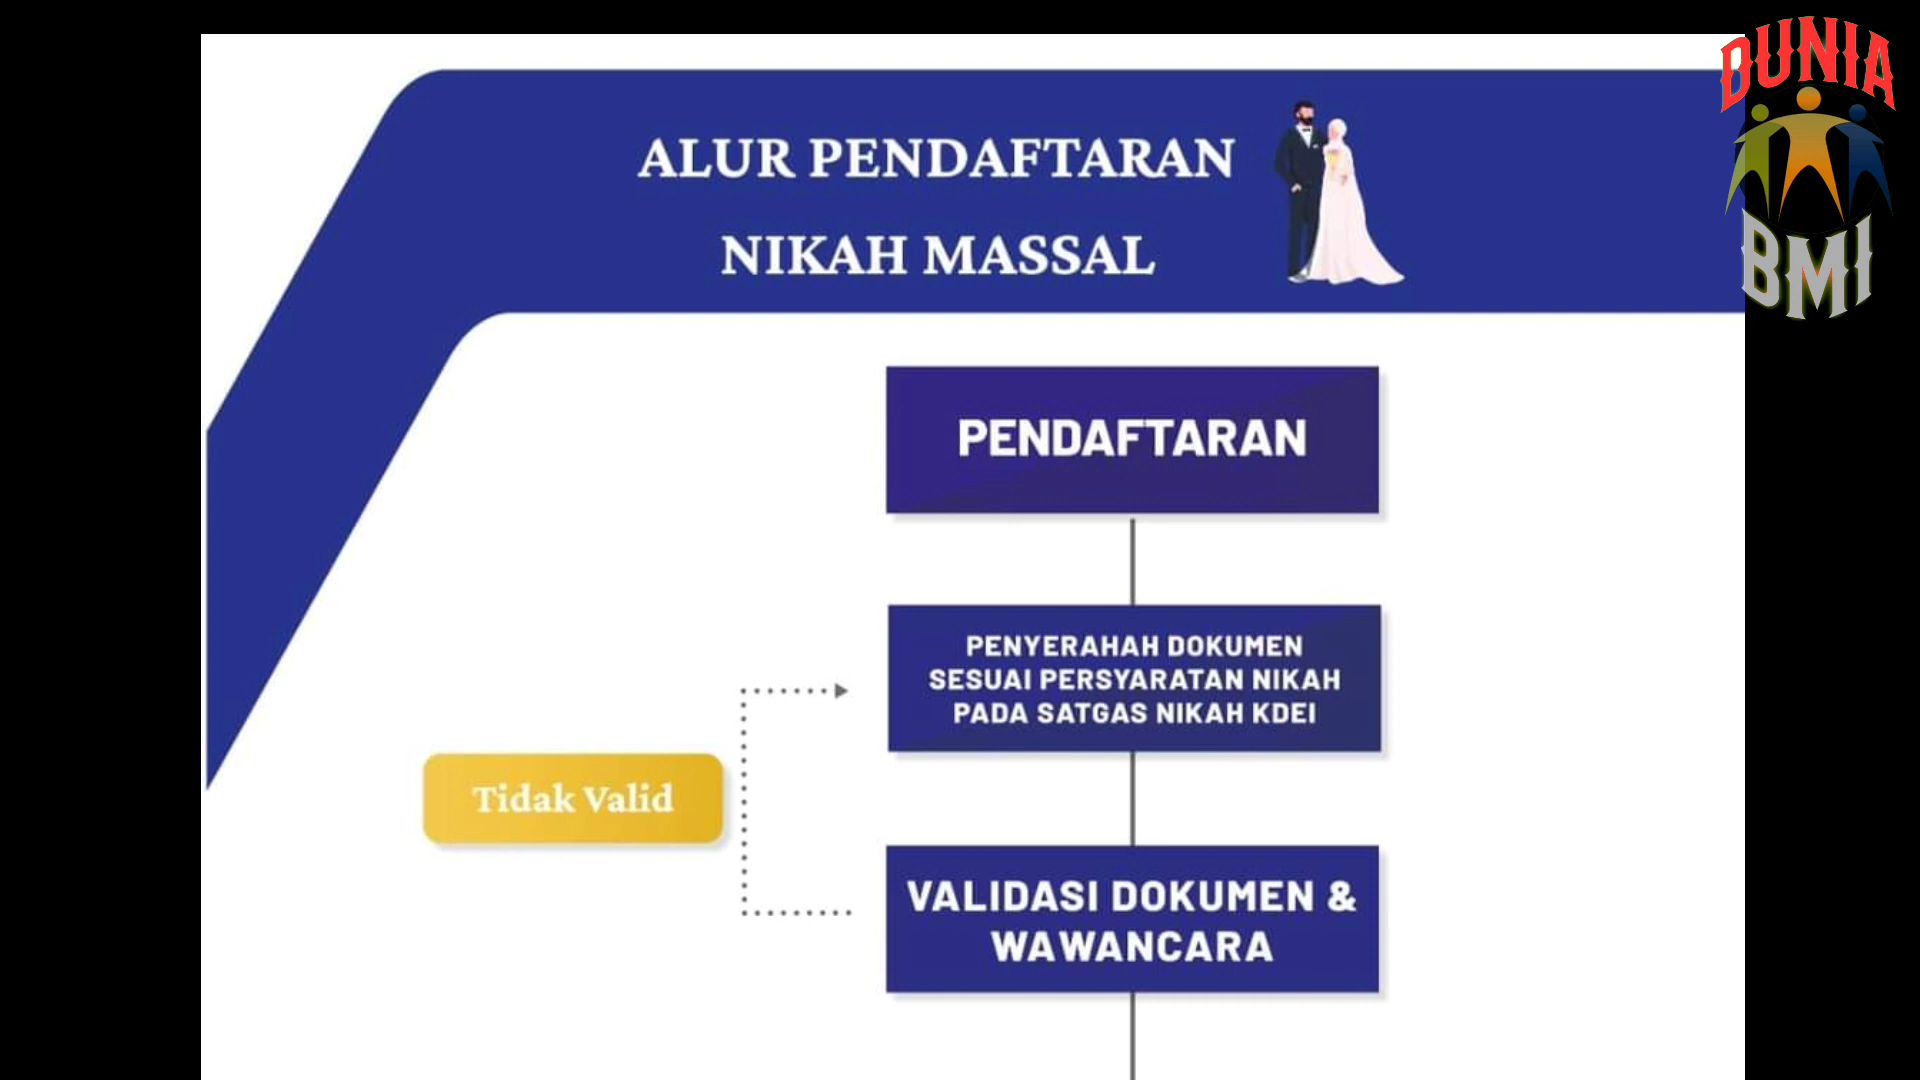 DUNIA
BMI
ALUR PENDAFTARAN
NIKAH MASSAL
PENDAFTARAN
PENYERAHAH DOKUMEN
SESUAI PERSYARATAN NIKAH
PADA SATGAS NIKAH KDEI
Tidak Valid
VALIDASI DOKUMEN &
WAWANCARA